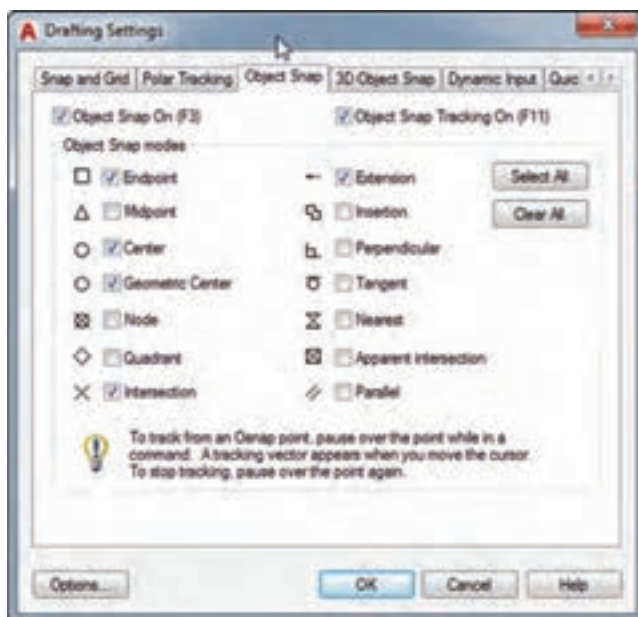 A Drafting Settings
Snap and Grid Polar Tracking Object Snap 3D Object Snap Dynamic Input Quic
Object Snap On (F3) Object Snap Tracking On (F11)
Object Snap modes
Endpoint Extension Select All
Midpoint Insertion Clear All
Center Perpendicular
Geometric Center Tangent
Node Nearest
Quadrant Apparent intersection
Intersection Parallel
To track from an Osnap point, pause over the point while in a
command. A tracking vector appears when you move the cursor.
To stop tracking, pause over the point again.
Options... OK Cancel Help